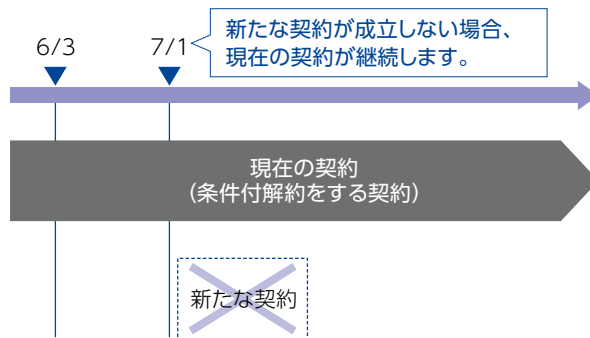 6/3
7/1
新たな契約が成立しない場合、
現在の契約が継続します。
現在の契約
（条件付解約をする契約）
新たな契約